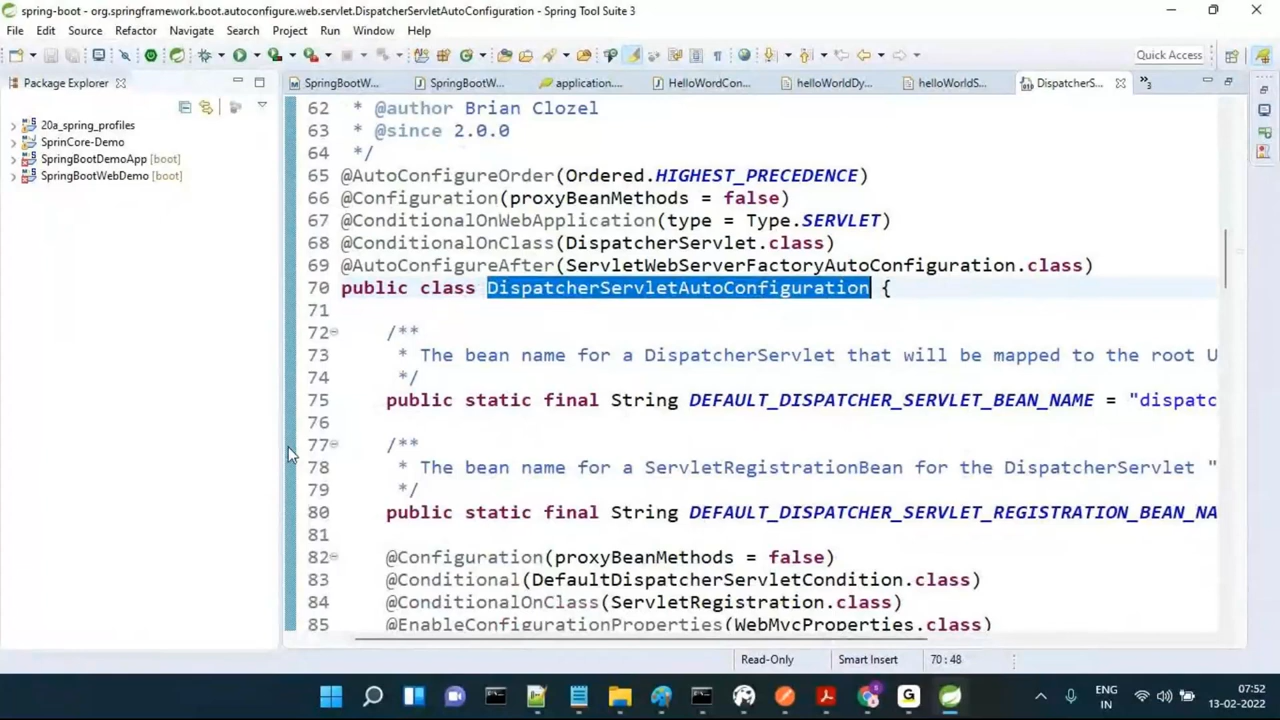 spring-boot - org.springframework.boot.autoconfigure.web.servlet.DispatcherServletAutoConfiguration - Spring Tool Suite 3
File Edit Source Refactor Navigate Search Project Run Window Help
Quick Access
Package Explorer
SpringBootW... SpringBootW... application.... HelloWordCon... helloWorldDy... helloWorldS... DispatcherS... »3
20a_spring_profiles
SprinCore-Demo
SpringBootDemoApp [boot]
SpringBootWebDemo [boot]
62 * @author Brian Clozel
63 * @since 2.0.0
64 */
65 @AutoConfigureOrder(Ordered.HIGHEST_PRECEDENCE)
66 @Configuration(proxyBeanMethods = false)
67 @ConditionalOnWebApplication(type = Type.SERVLET)
68 @ConditionalOnClass(DispatcherServlet.class)
69 @AutoConfigureAfter(ServletWebServerFactoryAutoConfiguration.class)
70 public class DispatcherServletAutoConfiguration {
71
72 /**
73 * The bean name for a DispatcherServlet that will be mapped to the root U
74 */
75 public static final String DEFAULT_DISPATCHER_SERVLET_BEAN_NAME = "dispatc
76
77 /**
78 * The bean name for a ServletRegistrationBean for the DispatcherServlet "
79 */
80 public static final String DEFAULT_DISPATCHER_SERVLET_REGISTRATION_BEAN_NA
81
82 @Configuration(proxyBeanMethods = false)
83 @Conditional(DefaultDispatcherServletCondition.class)
84 @ConditionalOnClass(ServletRegistration.class)
85 @EnableConfigurationProperties(WebMvcProperties.class)
Read-Only Smart Insert 70 : 48
ENG
IN
07:52
13-02-2022